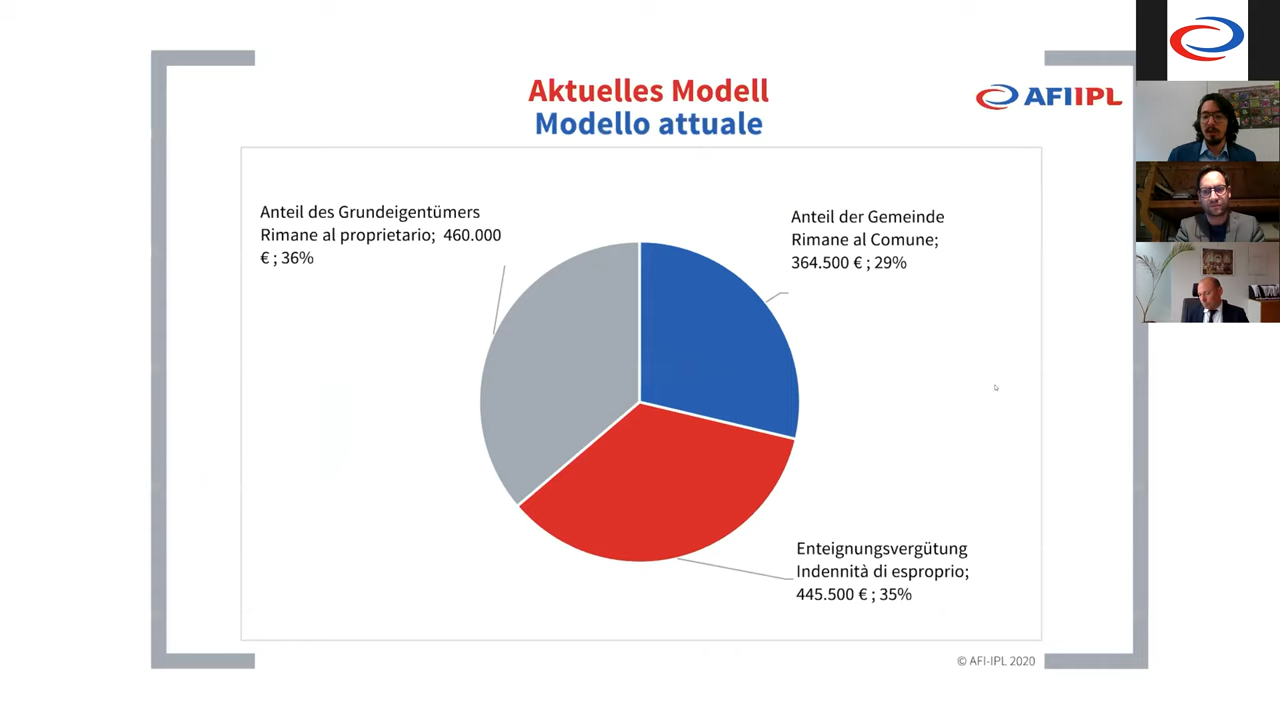 Aktuelles Modell
Modello attuale
AFIIPL
Anteil des Grundeigentümers
Rimane al proprietario; 460.000
€ ; 36%
Anteil der Gemeinde
Rimane al Comune;
364.500 € ; 29%
Enteignungsvergütung
Indennità di esproprio;
445.500 € ; 35%
© AFI-IPL 2020